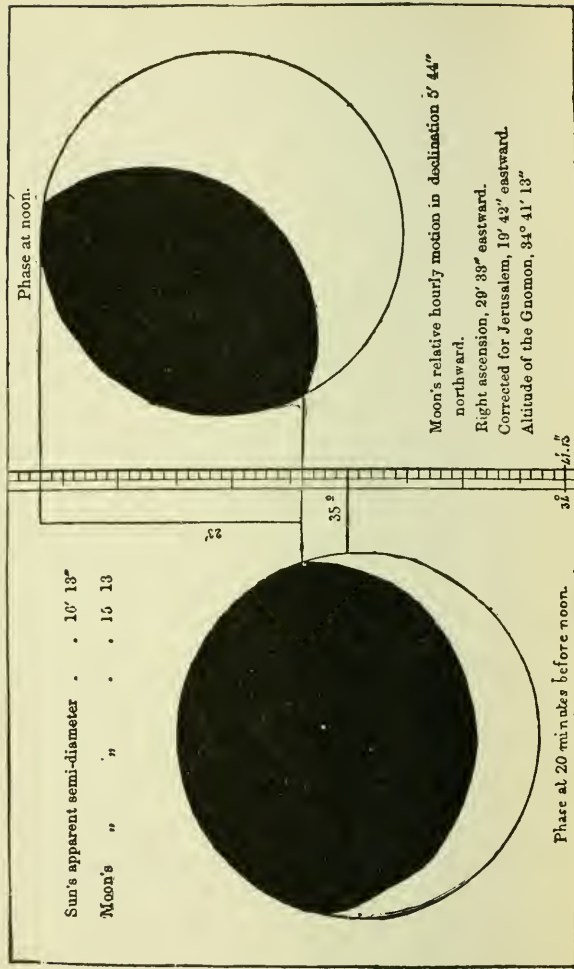 Sun's apparent semi-diameter . . 16' 13"
Moon's " " . . 15 13
Phase at noon.
23'
35°
Moon's relative hourly motion in declination 5' 44"
northward.
Right ascension, 29' 33" eastward.
Corrected for Jerusalem, 19' 42" eastward.
Altitude of the Gnomon, 34° 41' 13"
Phase at 20 minutes before noon.